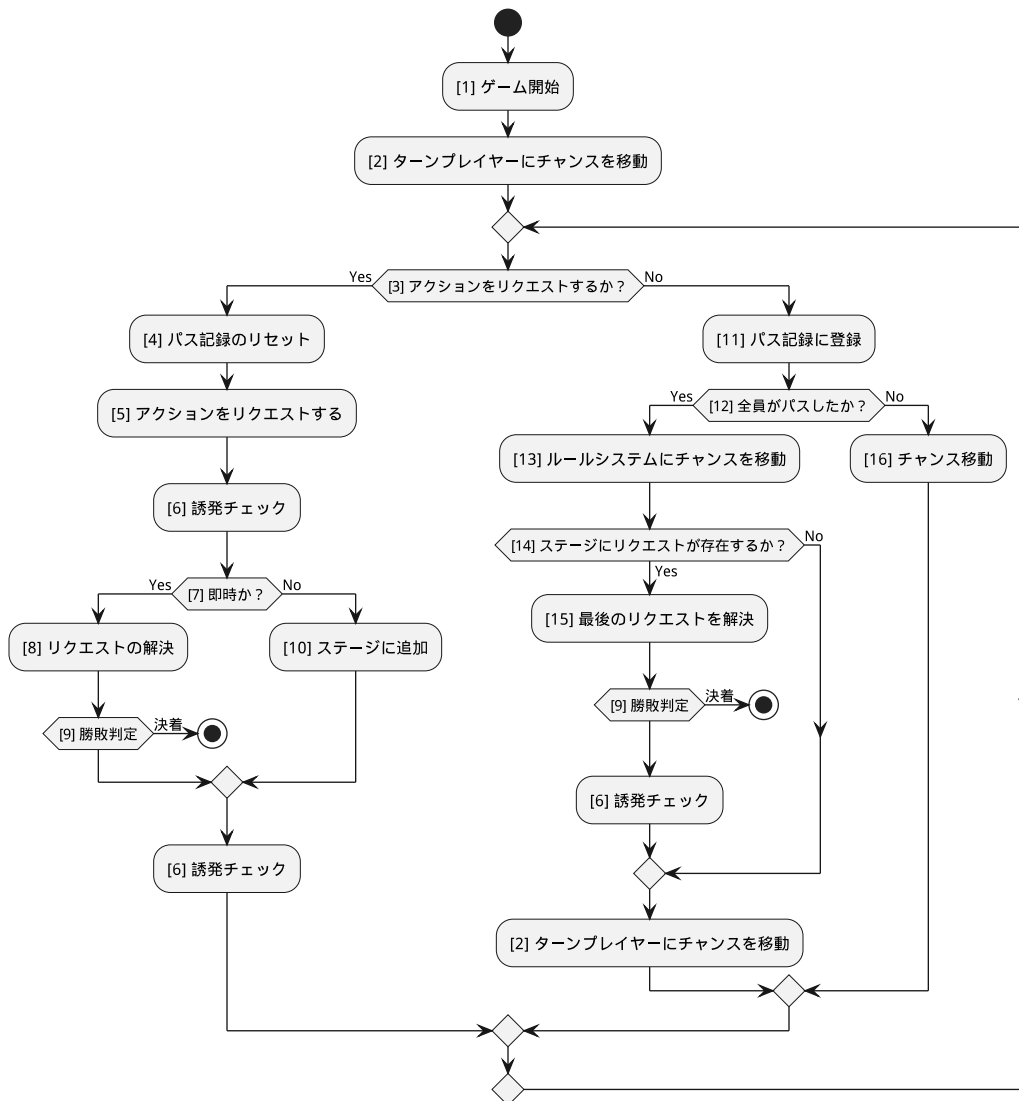 [1] ゲーム開始
[2] ターンプレイヤーにチャンスを移動
[3] アクションをリクエストするか？
Yes
No
[4] パス記録のリセット
[5] アクションをリクエストする
[6] 誘発チェック
[7] 即時か？
Yes
No
[8] リクエストの解決
[10] ステージに追加
[9] 勝敗判定
決着
[6] 誘発チェック
[11] パス記録に登録
[12] 全員がパスしたか？
Yes
No
[13] ルールシステムにチャンスを移動
[16] チャンス移動
[14] ステージにリクエストが存在するか？
No
Yes
[15] 最後のリクエストを解決
[9] 勝敗判定
決着
[6] 誘発チェック
[2] ターンプレイヤーにチャンスを移動